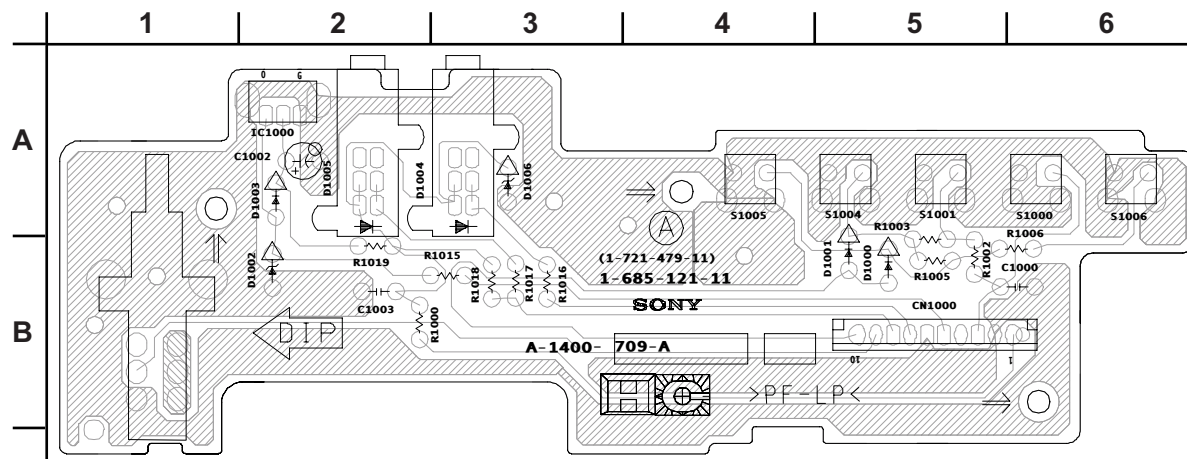 1 2 3 4 5 6
A
B
O G
IC1000
C1002
D1003
D1005
D1004
D1006
S1005
S1004
S1001
S1000
S1006
A
R1003
R1006
D1002
R1019
R1015
R1018
R1017
R1016
(1-721-479-11)
1-685-121-11
D1001
D1000
R1005
R1002
C1000
C1003
R1000
SONY
CN1000
DIP
A-1400- 709-A
10
1
>PF-LP<